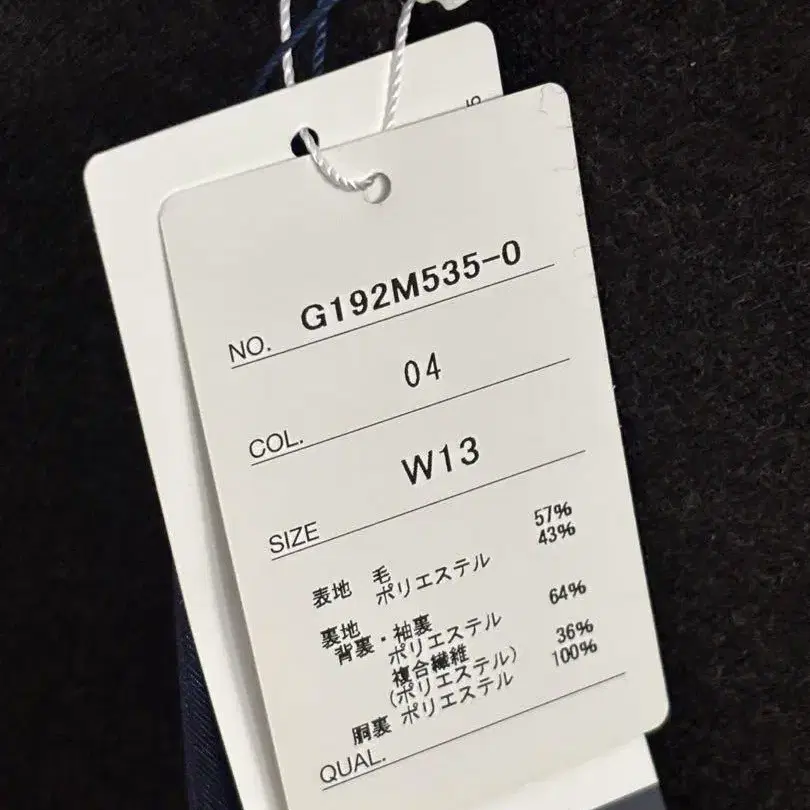 NO. G192M535-0
COL. 04
SIZE W13
表地 毛 57%
ポリエステル 43%
裏地
背裏・袖裏
ポリエステル 64%
複合繊維 36%
(ポリエステル)
胴裏 ポリエステル 100%
QUAL.